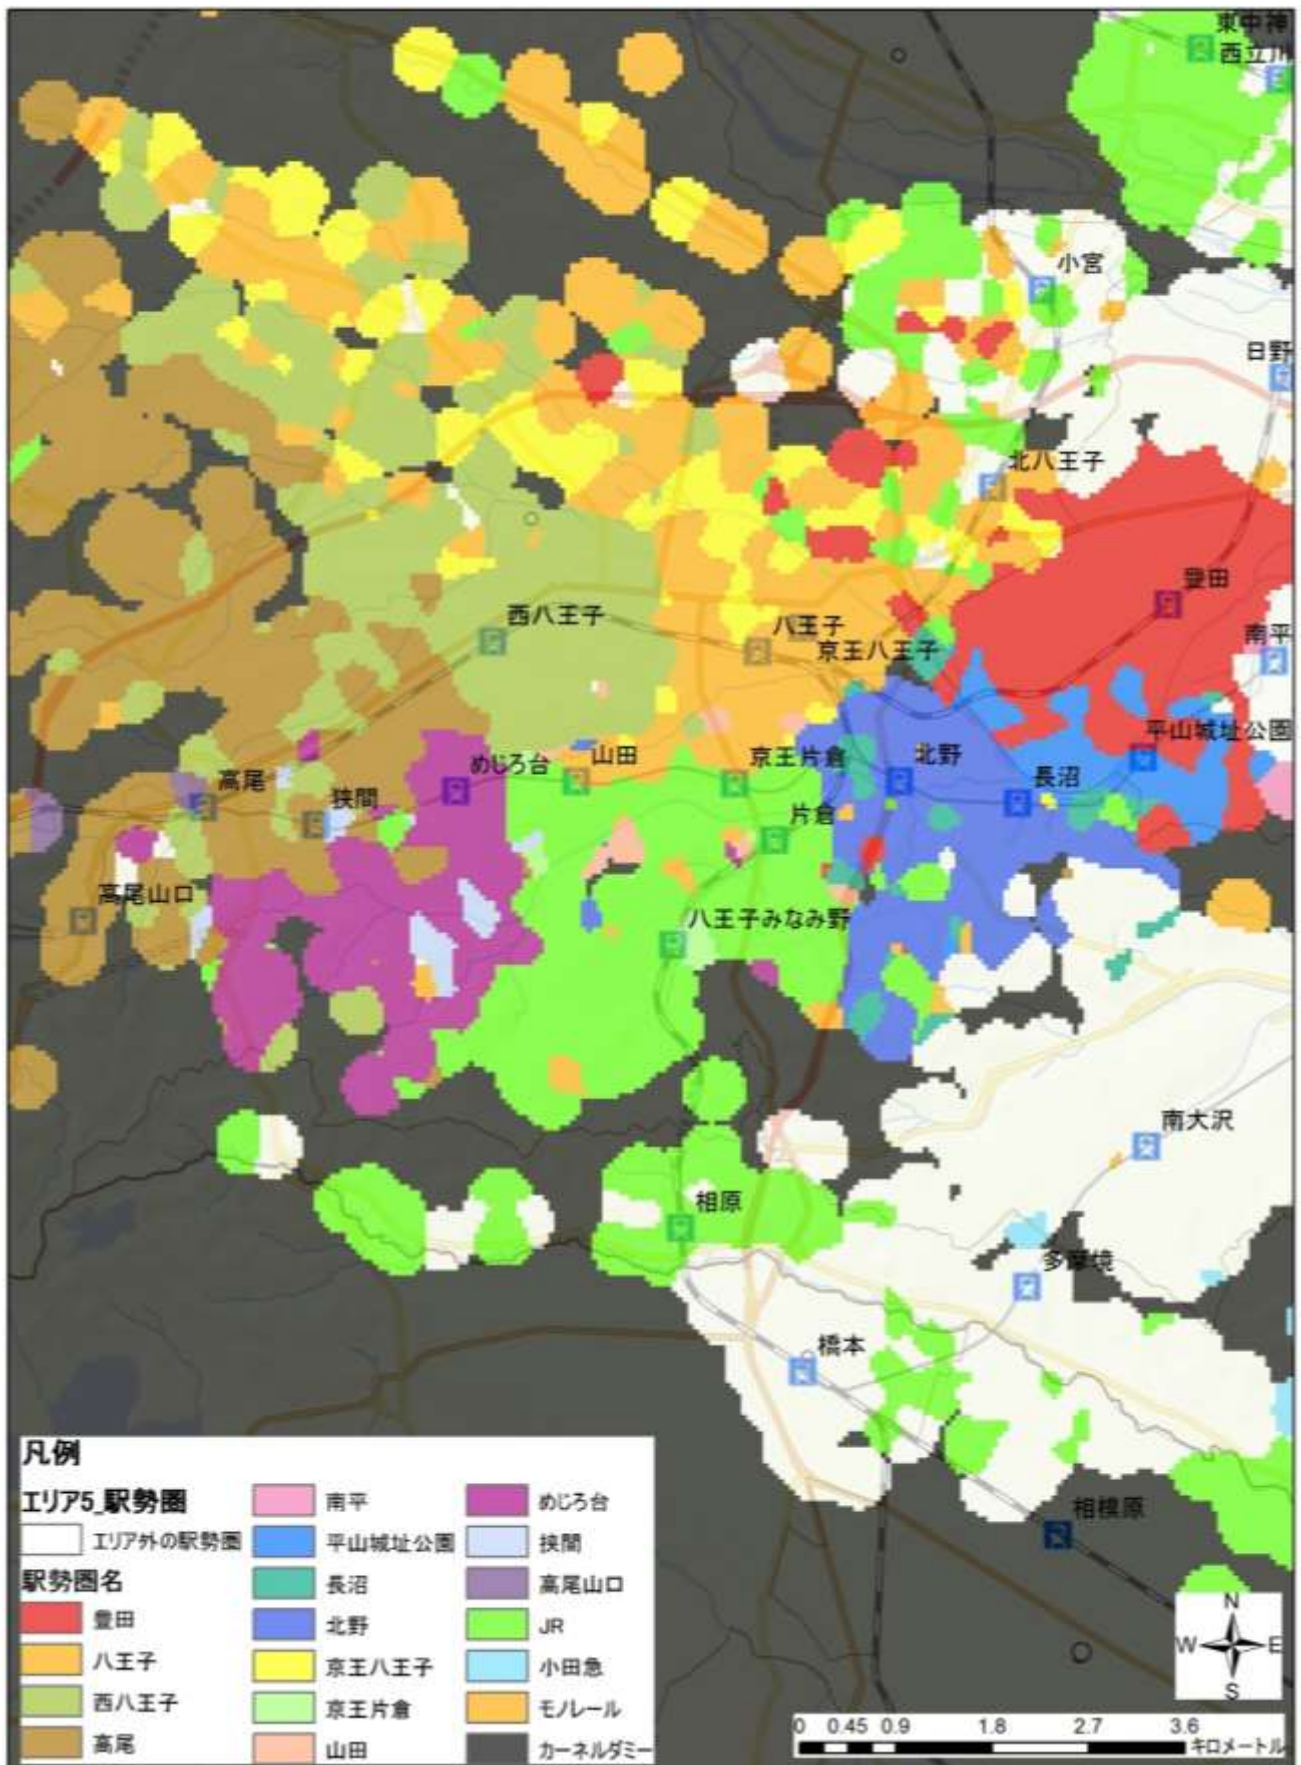 東中神
西立川
小宮
日野
北八王子
豊田
西八王子
八王子
京王八王子
南平
平山城址公園
山田
京王片倉
北野
めじろ台
長沼
高尾
狭間
片倉
高尾山口
八王子みなみ野
南大沢
相原
多摩境
橋本
相模原
凡例
エリア5_駅勢圏
エリア外の駅勢圏
駅勢圏名
豊田
八王子
西八王子
高尾
南平
平山城址公園
長沼
北野
京王八王子
京王片倉
山田
めじろ台
狭間
高尾山口
JR
小田急
モノレール
カーネルダミー
N
W E
S
0 0.45 0.9 1.8 2.7 3.6
キロメートル